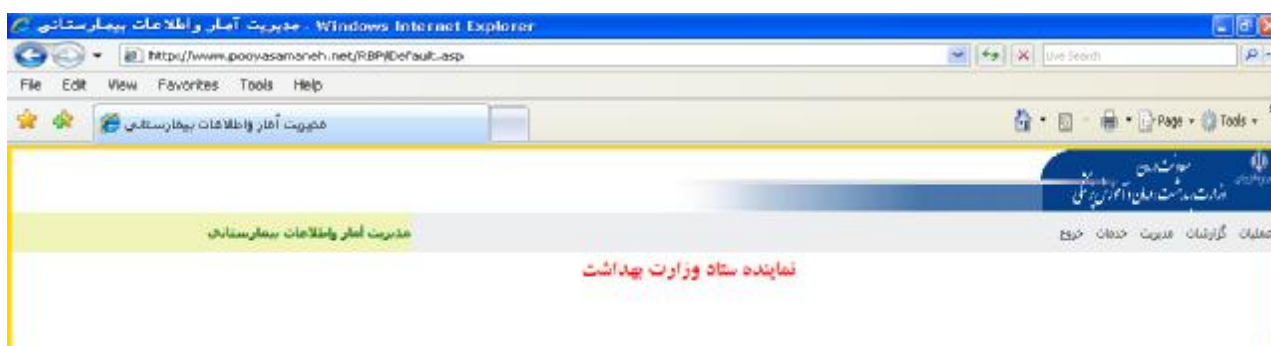 مدیریت آمار و اطلاعات بیمارستانی - Windows Internet Explorer
http://www.pooyasamaneh.net/RBP/Default.asp
Live Search
File Edit View Favorites Tools Help
مدیریت آمار واطلاعات بیمارستانی
Page Tools
معاونت درمان
وزارت بهداشت، درمان و آموزش پزشکی
عملیات گزارشات مدیریت خدمات خروج
مدیریت آمار واطلاعات بیمارستانی
نماینده ستاد وزارت بهداشت